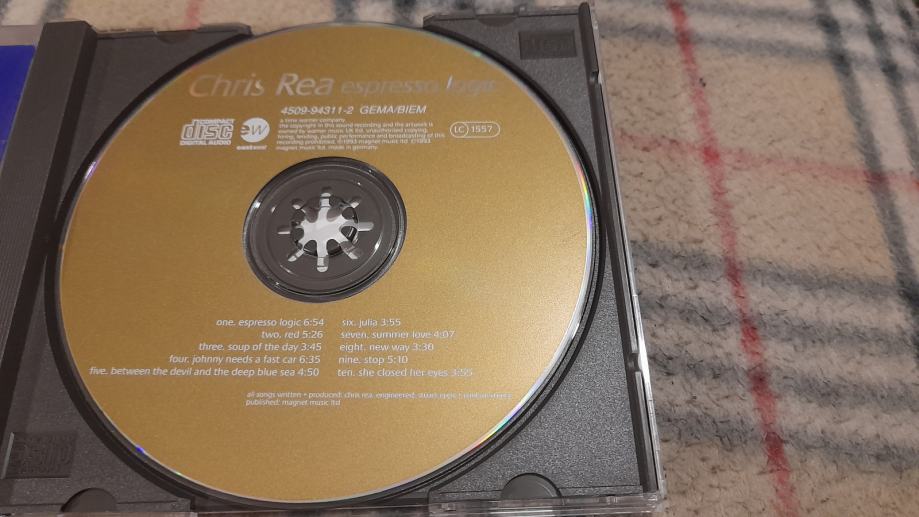 Chris Rea espresso logic
4509-94311-2 GEMA/BIEM
COMPACT
disc
DIGITAL AUDIO
ew
eastwest
a time warner company.
the copyright in this sound recording and the artwork is
owned by warner music UK ltd. unauthorised copying,
hiring, lending, public performance and broadcasting of this
recording prohibited. ℗1993 magnet music ltd ©1993
magnet music ltd. made in germany.
LC 1557
one. espresso logic 6:54
two. red 5:26
three. soup of the day 3:45
four. johnny needs a fast car 6:35
five. between the devil and the deep blue sea 4:50
six. julia 3:55
seven. summer love 4:07
eight. new way 3:30
nine. stop 5:10
ten. she closed her eyes 3:55
all songs written + produced: chris rea. engineered:
published: magnet music ltd